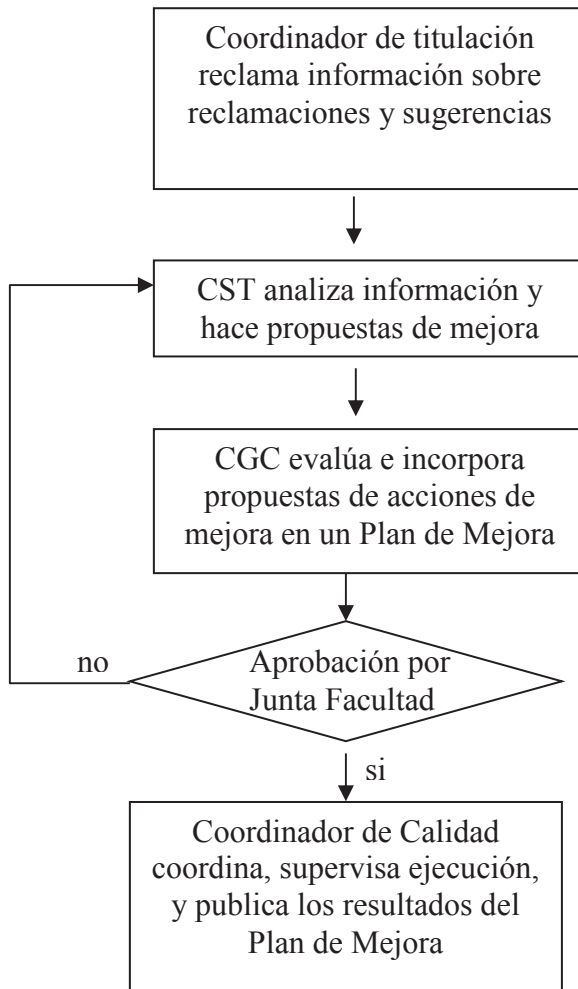 Coordinador de titulación
reclama información sobre
reclamaciones y sugerencias
CST analiza información y
hace propuestas de mejora
CGC evalúa e incorpora
propuestas de acciones de
mejora en un Plan de Mejora
no
Aprobación por
Junta Facultad
si
Coordinador de Calidad
coordina, supervisa ejecución,
y publica los resultados del
Plan de Mejora